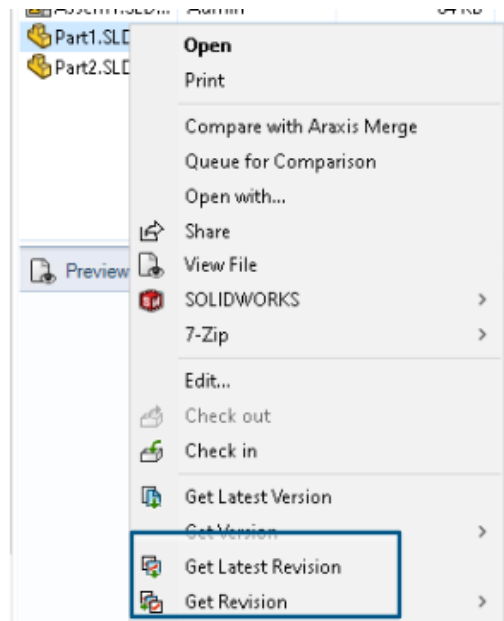 Part1.SLD
Part2.SLD
Open
Print
Compare with Araxis Merge
Queue for Comparison
Open with...
Share
Preview
View File
SOLIDWORKS
7-Zip
Edit...
Check out
Check in
Get Latest Version
Get Version
Get Latest Revision
Get Revision